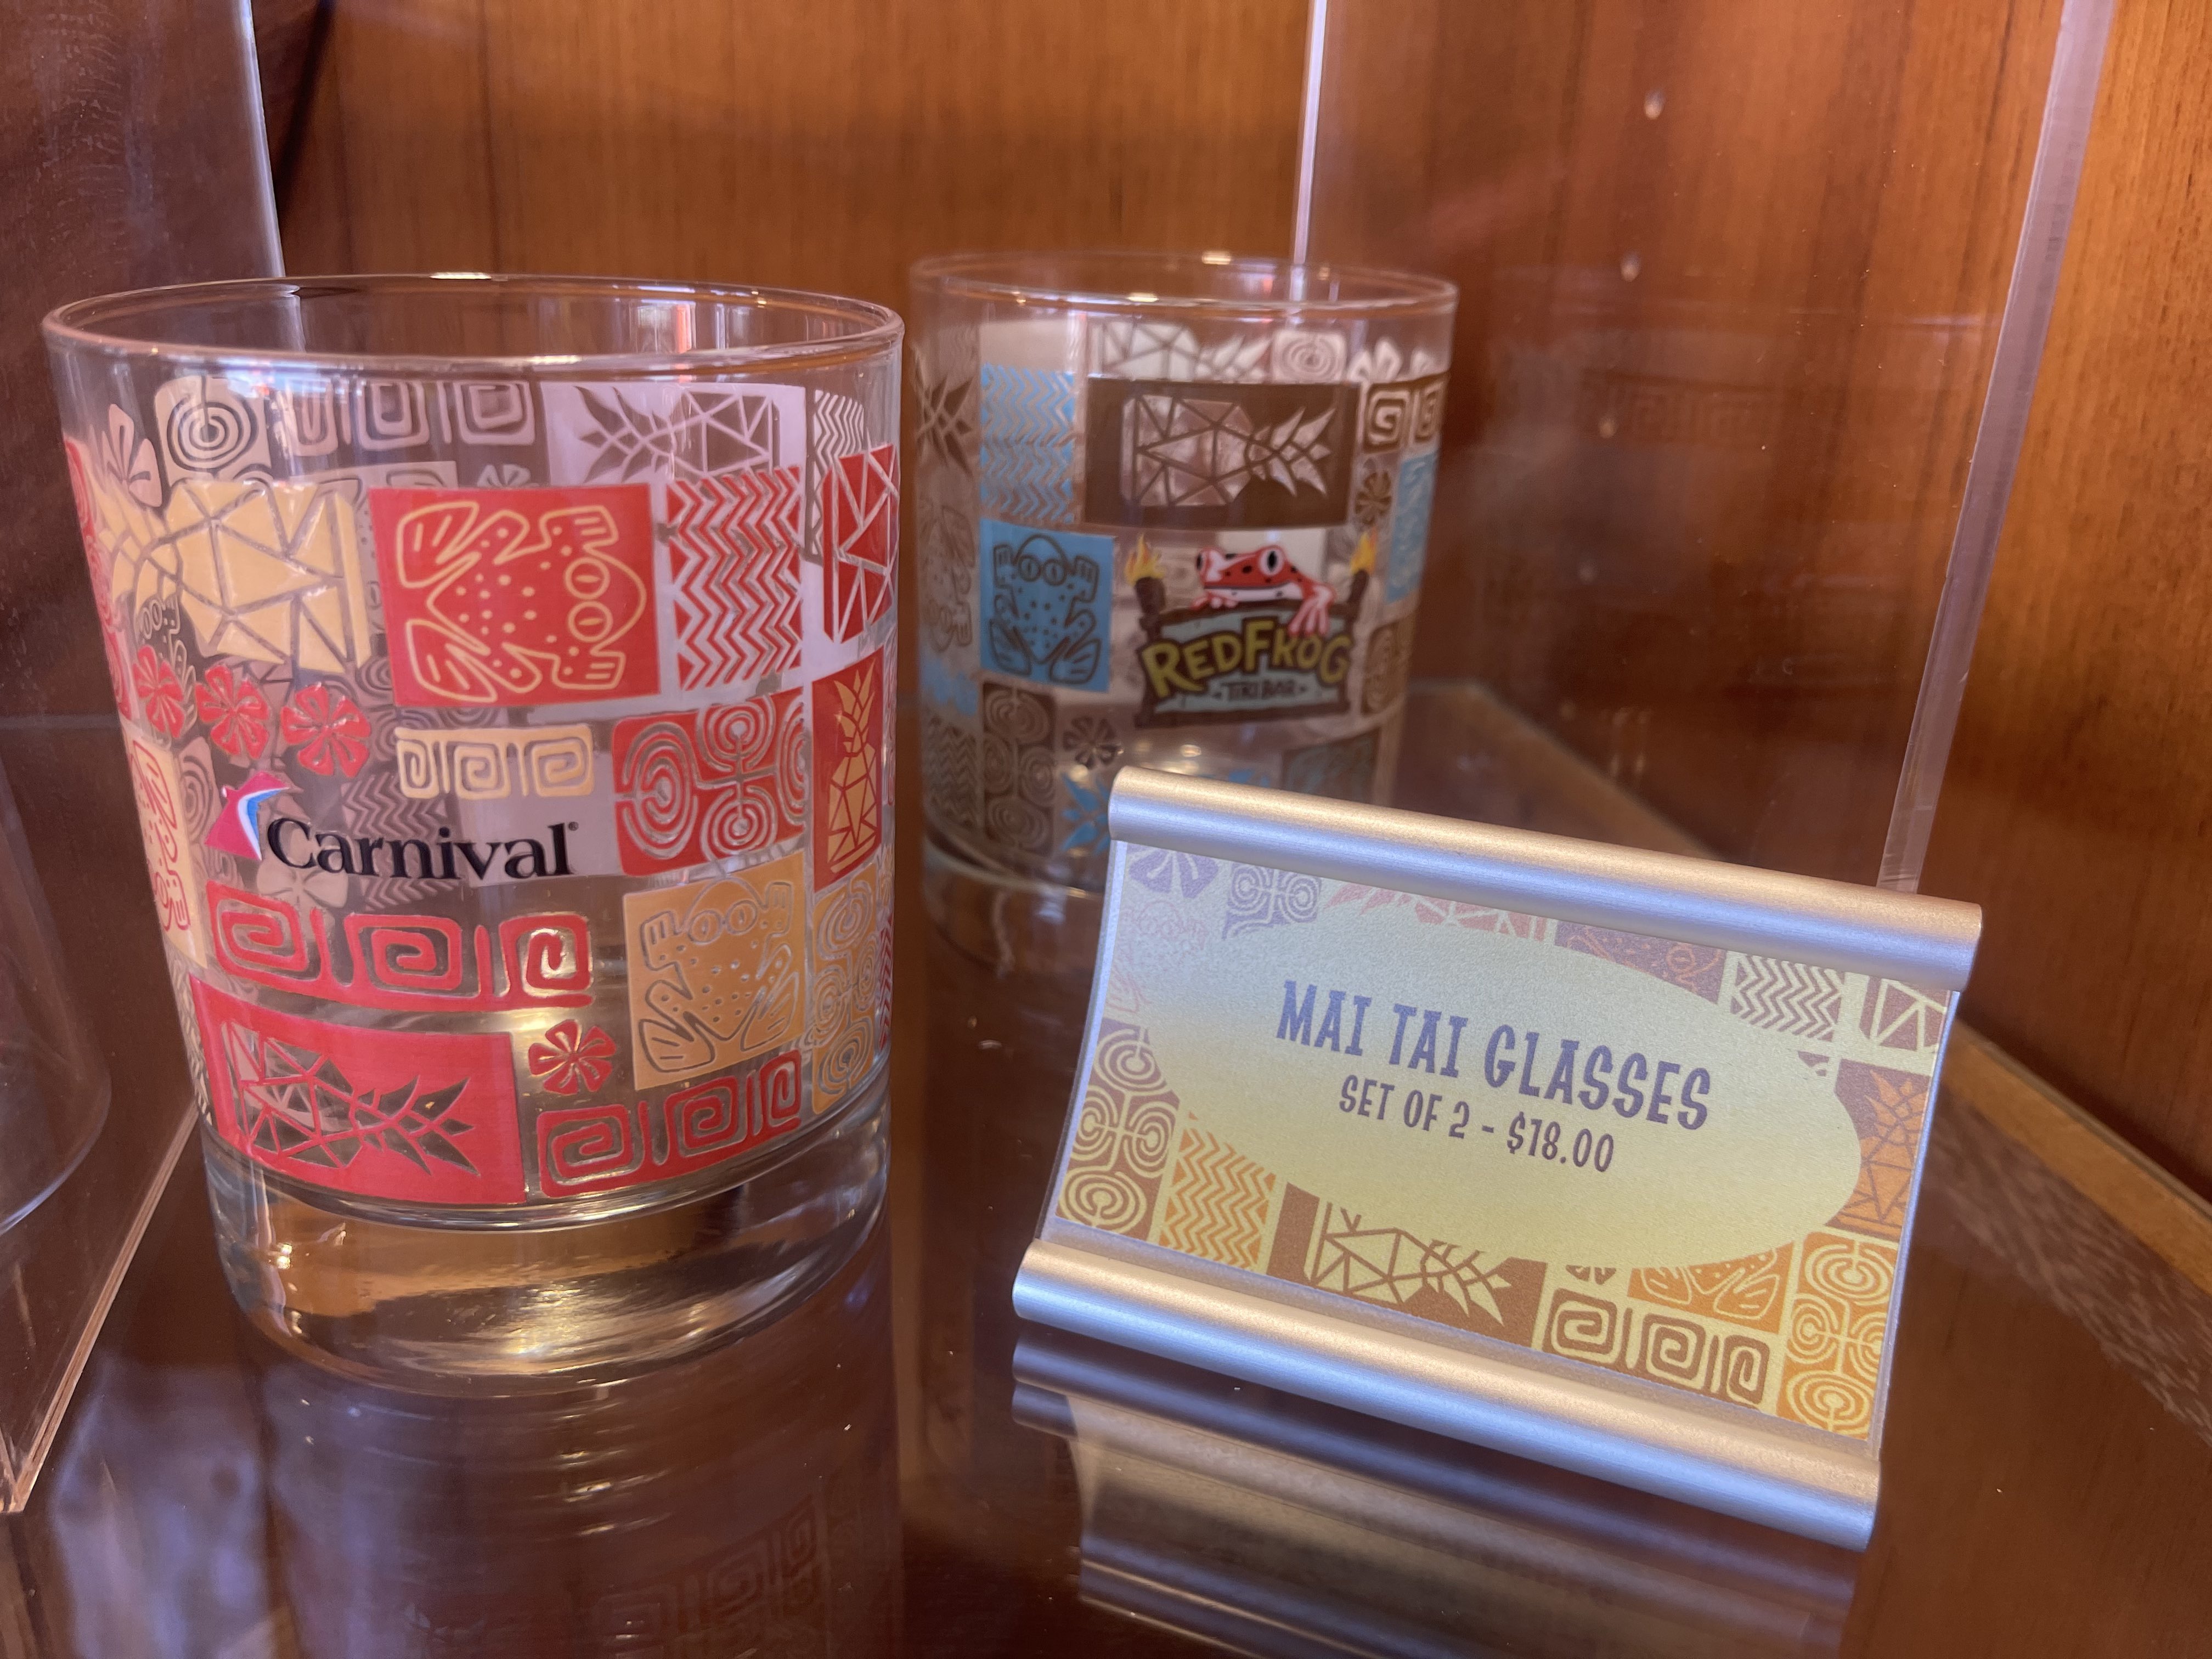 Carnival®
REDFROG
- TIKI BAR -
MAI TAI GLASSES
SET OF 2 - $18.00